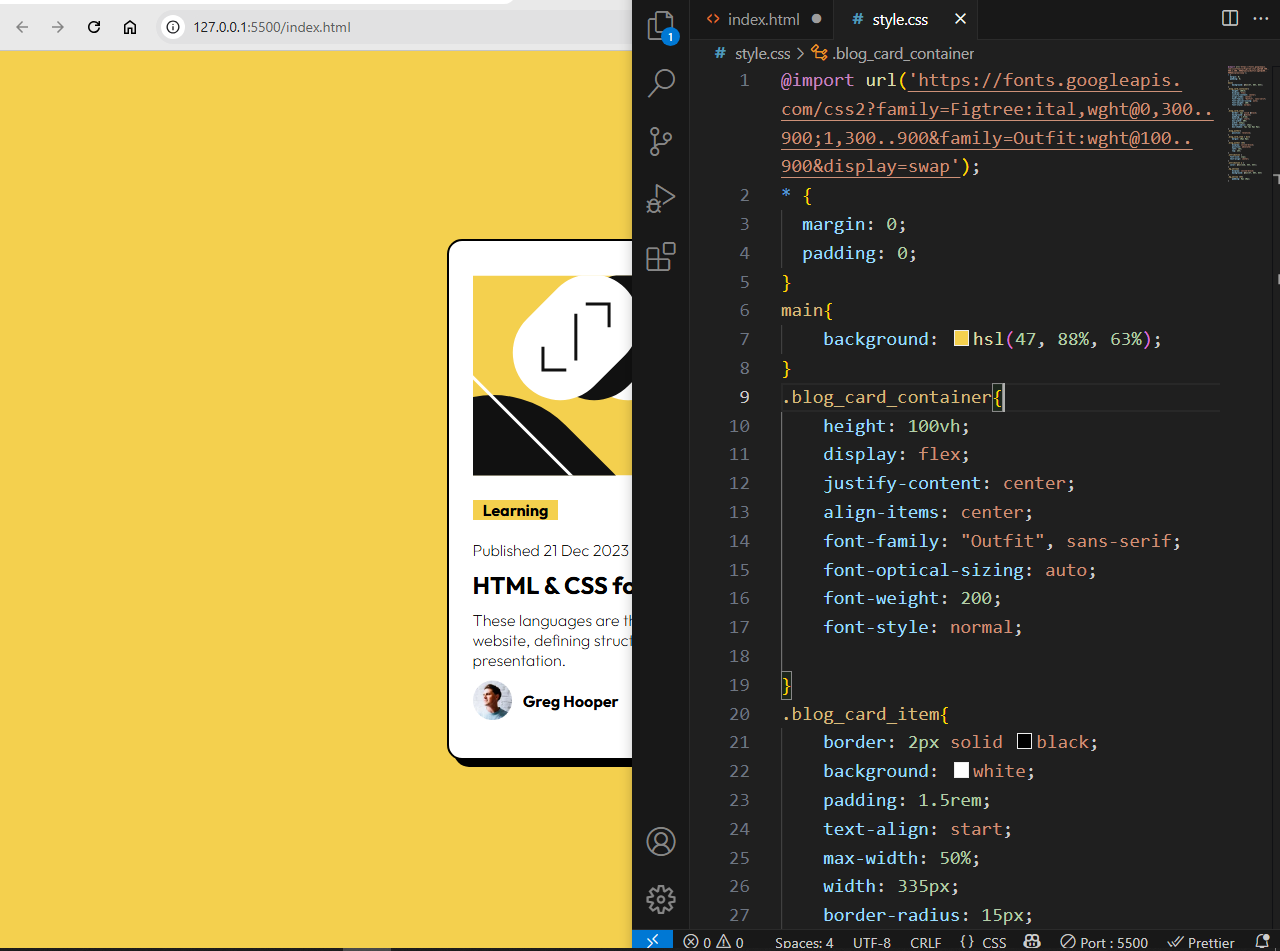 127.0.0.1:5500/index.html
Learning
Published 21 Dec 2023
HTML & CSS fo
These languages are th
website, defining struct
presentation.
Greg Hooper
1
<> index.html
# style.css
# style.css > .blog_card_container
1 @import url('https://fonts.googleapis.
com/css2?family=Figtree:ital,wght@0,300..
900;1,300..900&family=Outfit:wght@100..
900&display=swap');
2 * {
3 margin: 0;
4 padding: 0;
5 }
6 main{
7 background: hsl(47, 88%, 63%);
8 }
9 .blog_card_container{
10 height: 100vh;
11 display: flex;
12 justify-content: center;
13 align-items: center;
14 font-family: "Outfit", sans-serif;
15 font-optical-sizing: auto;
16 font-weight: 200;
17 font-style: normal;
18
19 }
20 .blog_card_item{
21 border: 2px solid black;
22 background: white;
23 padding: 1.5rem;
24 text-align: start;
25 max-width: 50%;
26 width: 335px;
27 border-radius: 15px;
0 0 Spaces: 4 UTF-8 CRLF {} CSS Port : 5500 Prettier